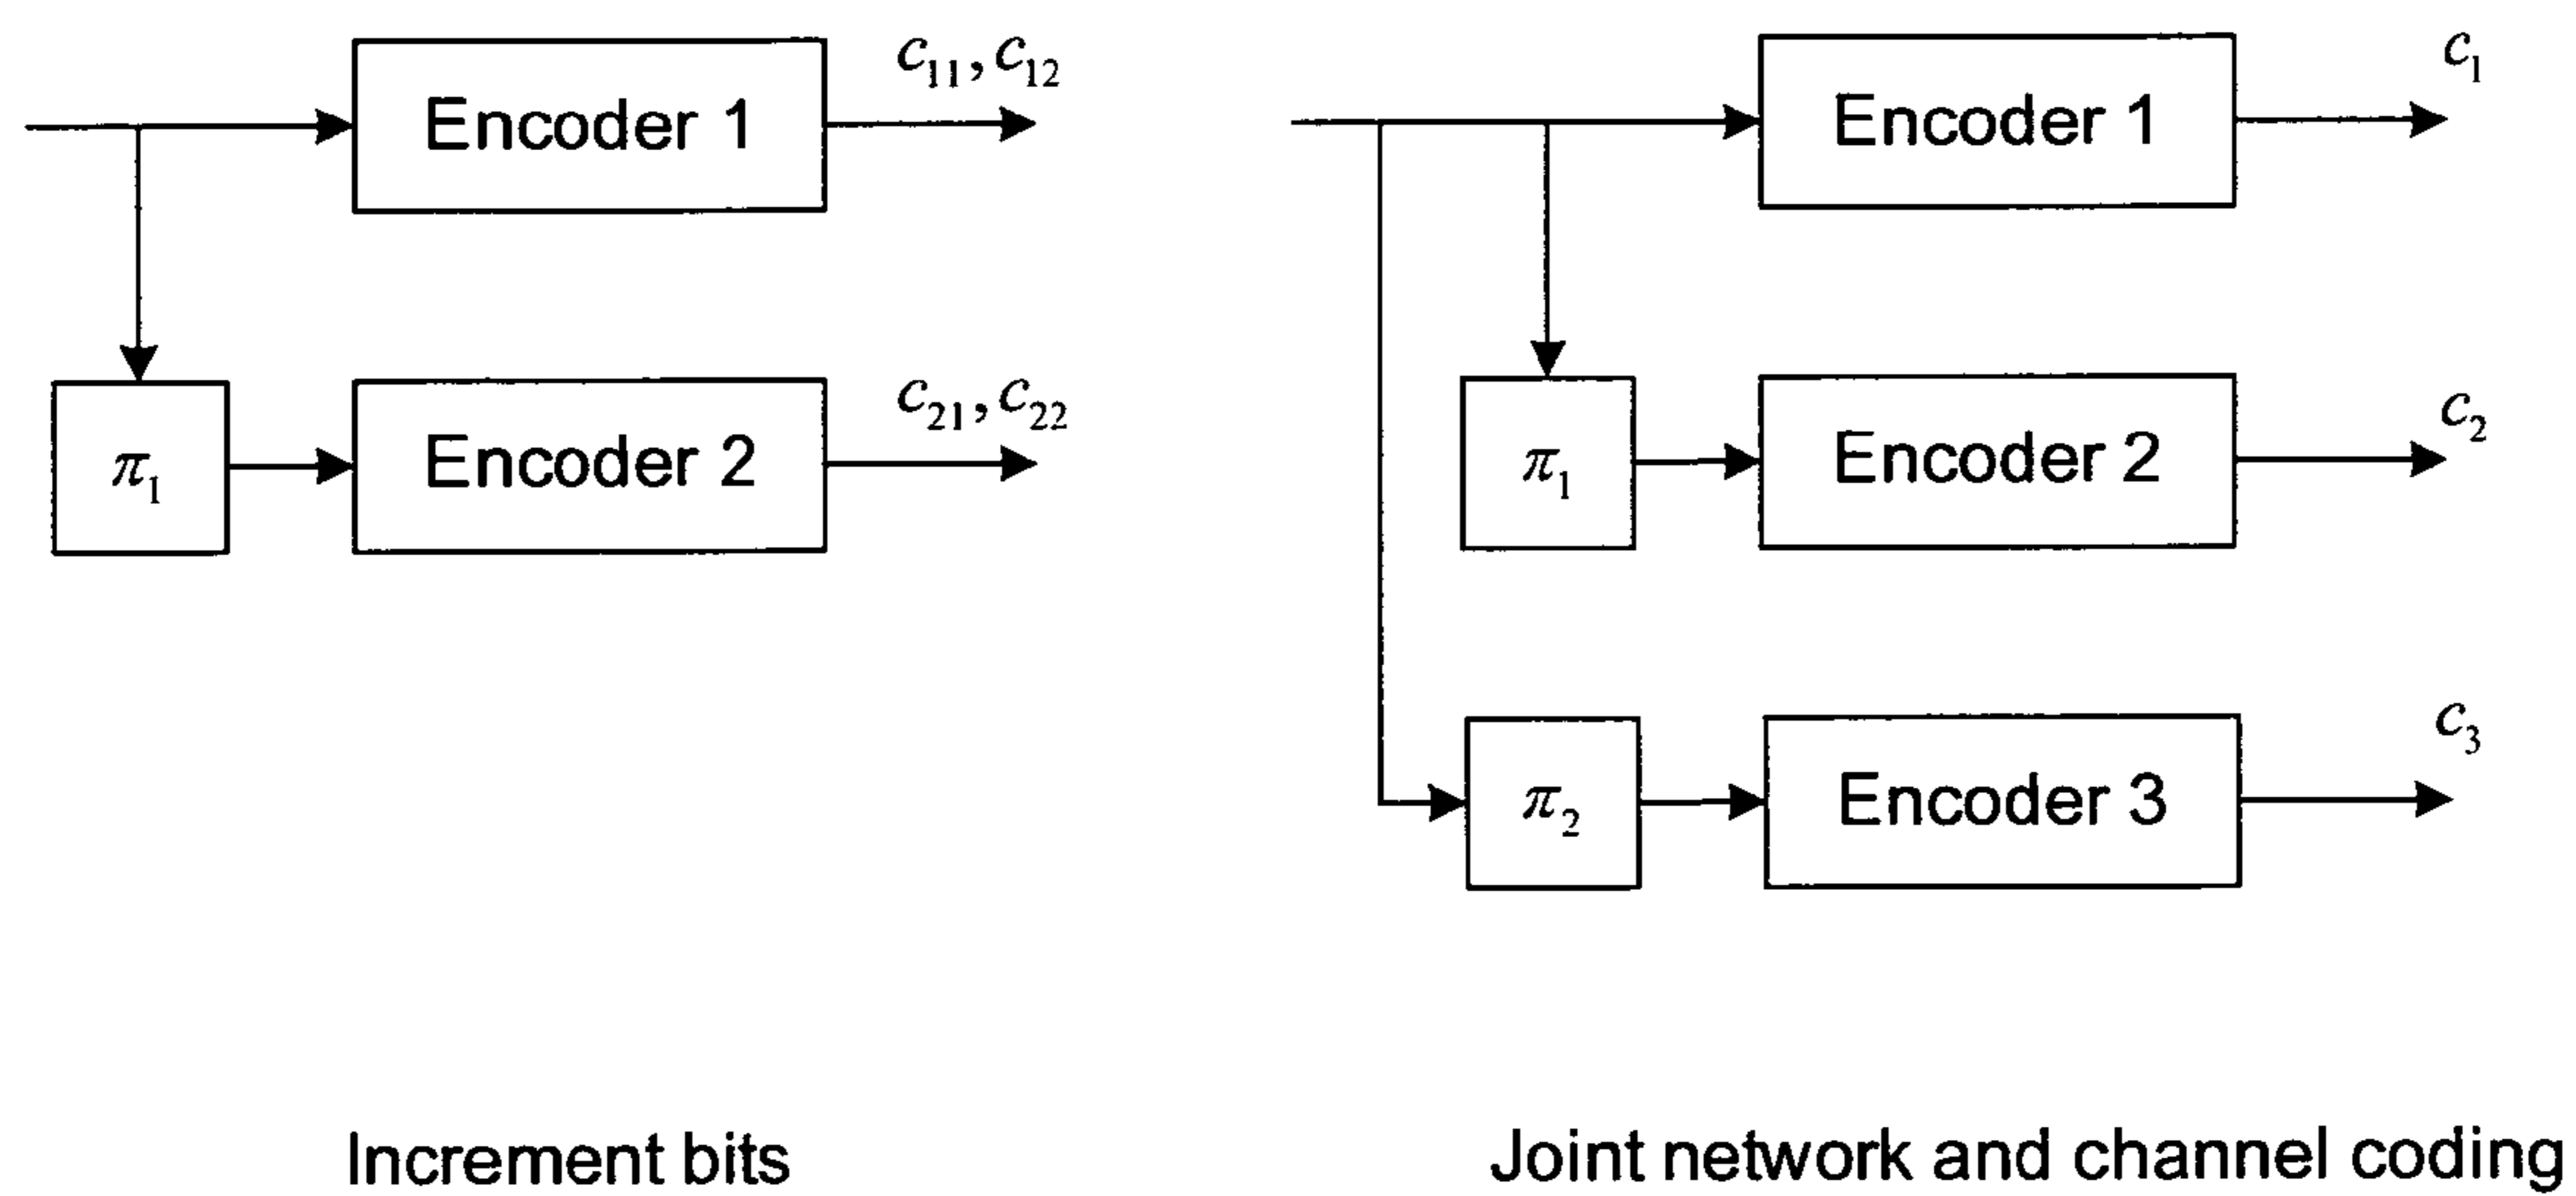 c₁₁, c₁₂
Encoder 1
c₂₁, c₂₂
π₁
Encoder 2
Increment bits
c₁
Encoder 1
c₂
π₁
Encoder 2
c₃
π₂
Encoder 3
Joint network and channel coding